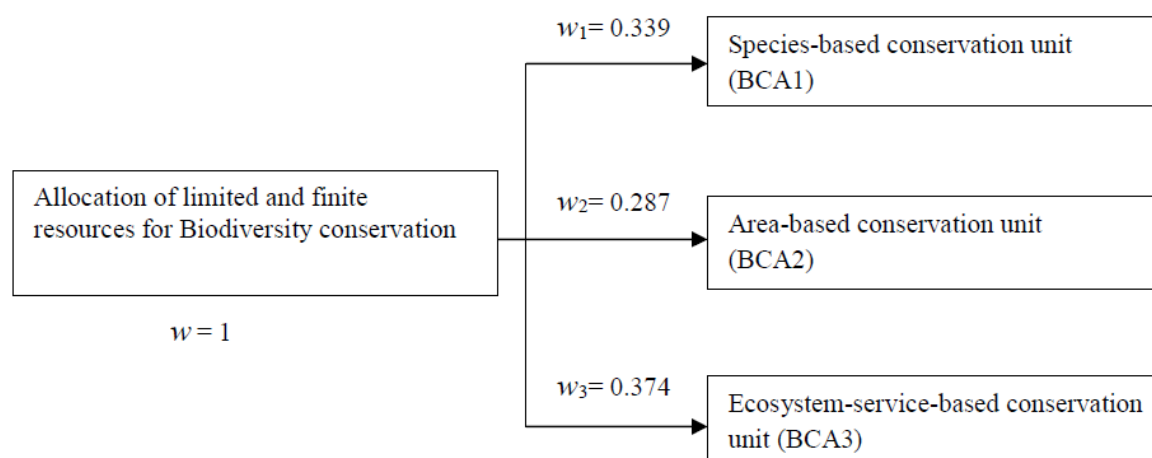 w1= 0.339
Species-based conservation unit
(BCA1)
Allocation of limited and finite
resources for Biodiversity conservation
w2= 0.287
Area-based conservation unit
(BCA2)
w = 1
w3= 0.374
Ecosystem-service-based conservation
unit (BCA3)